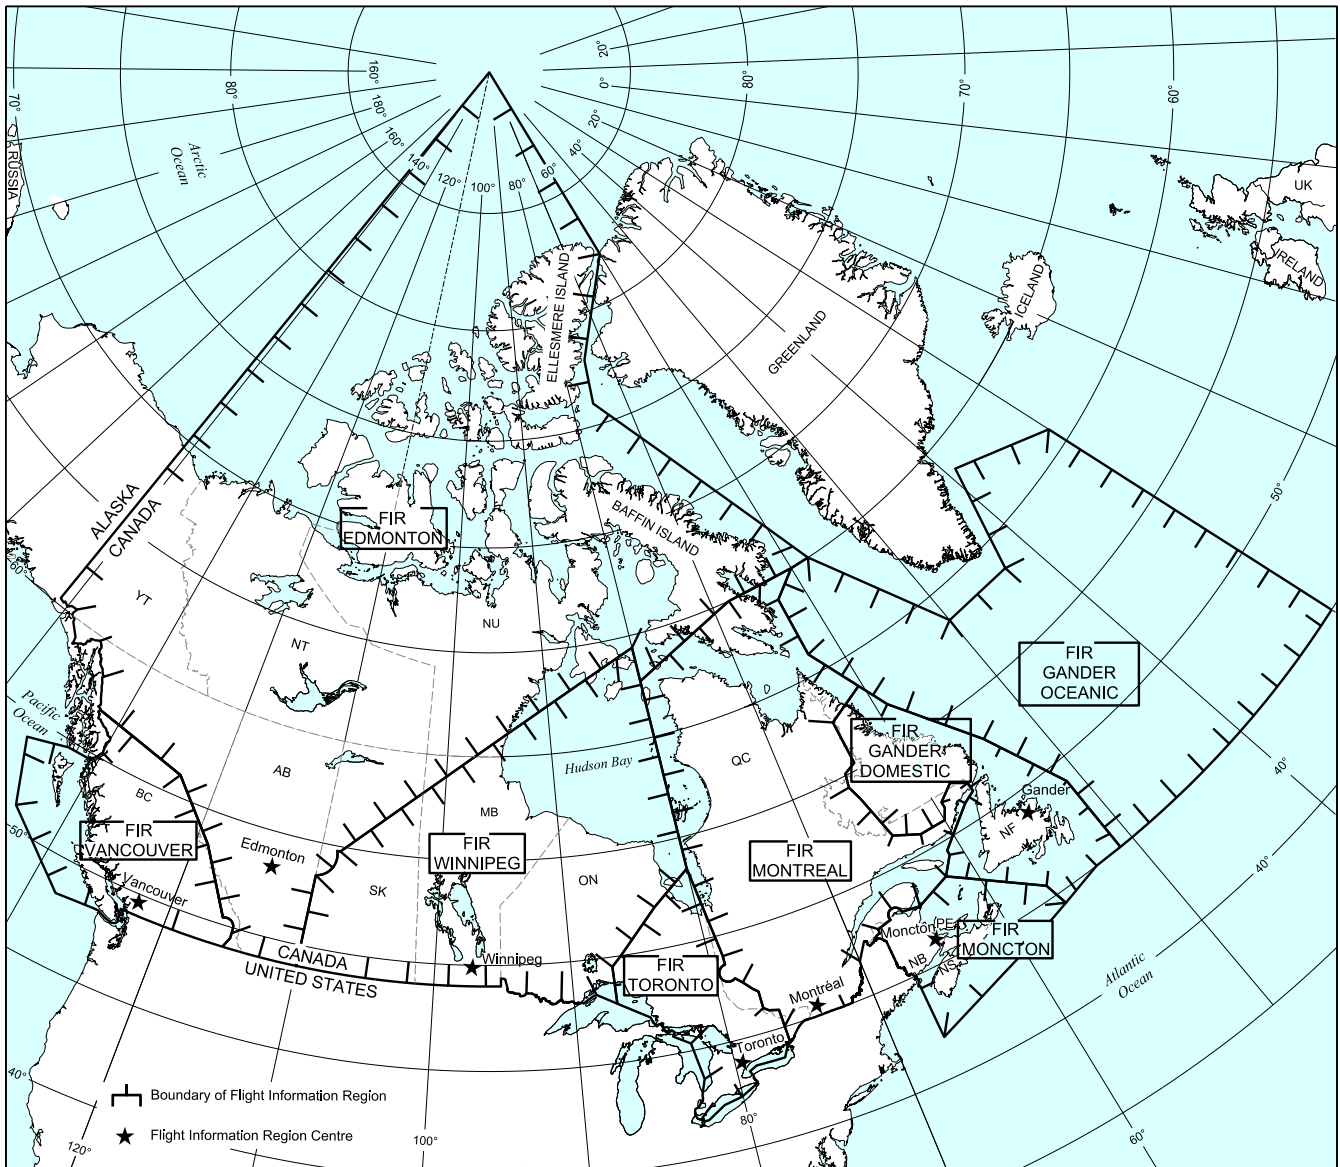 20°
0°
20°
40°
60°
80°
100°
120°
140°
160°
180°
160°
80°
70°
80°
70°
60°
RUSSIA
Arctic
Ocean
UK
IRELAND
ICELAND
GREENLAND
ELLESMERE ISLAND
BAFFIN ISLAND
ALASKA
CANADA
FIR
EDMONTON
50°
YT
NT
NU
60°
FIR
GANDER
OCEANIC
Pacific
Ocean
FIR
GANDER
DOMESTIC
Hudson Bay
QC
AB
BC
MB
40°
Gander
NF
50°
FIR
VANCOUVER
Edmonton
FIR
WINNIPEG
FIR
MONTREAL
40°
Vancouver
SK
ON
Moncton
PE
FIR
MONCTON
NB
NS
CANADA
UNITED STATES
Winnipeg
FIR
TORONTO
Montréal
Atlantic
Ocean
Toronto
40°
Boundary of Flight Information Region
Flight Information Region Centre
120°
100°
80°
60°